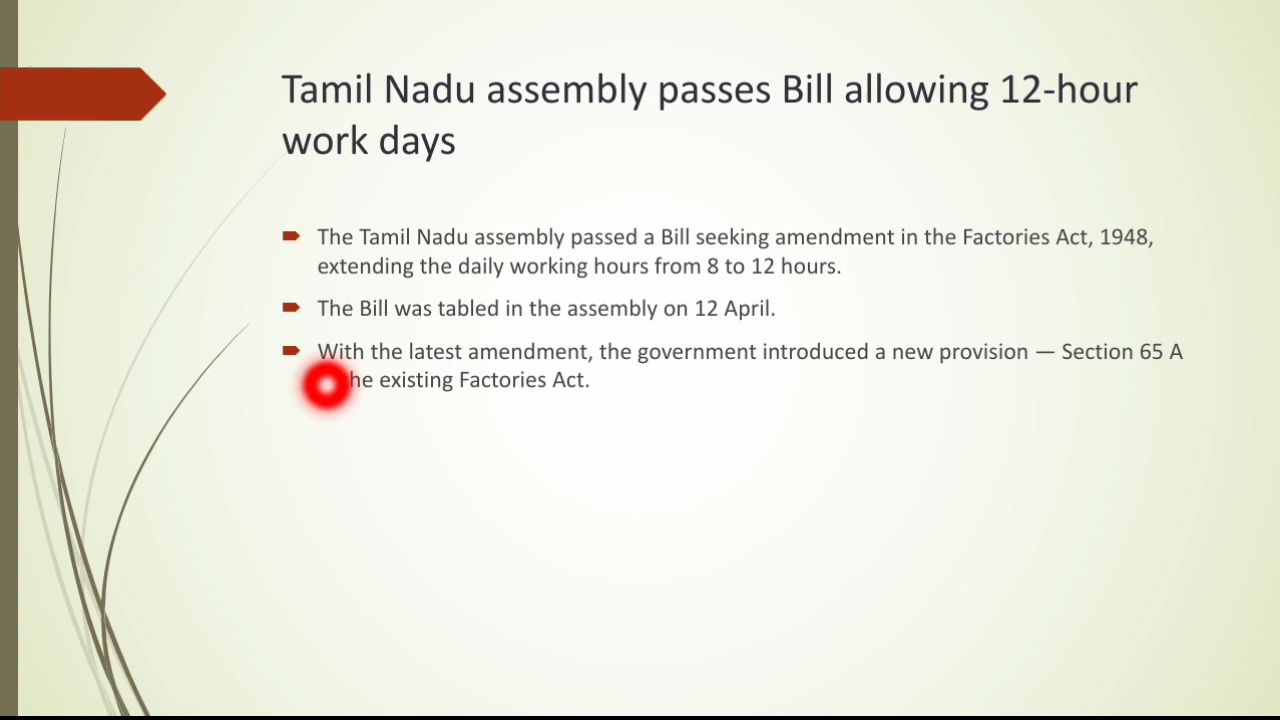 Tamil Nadu assembly passes Bill allowing 12-hour
work days
The Tamil Nadu assembly passed a Bill seeking amendment in the Factories Act, 1948,
extending the daily working hours from 8 to 12 hours.
The Bill was tabled in the assembly on 12 April.
With the latest amendment, the government introduced a new provision — Section 65 A
the existing Factories Act.